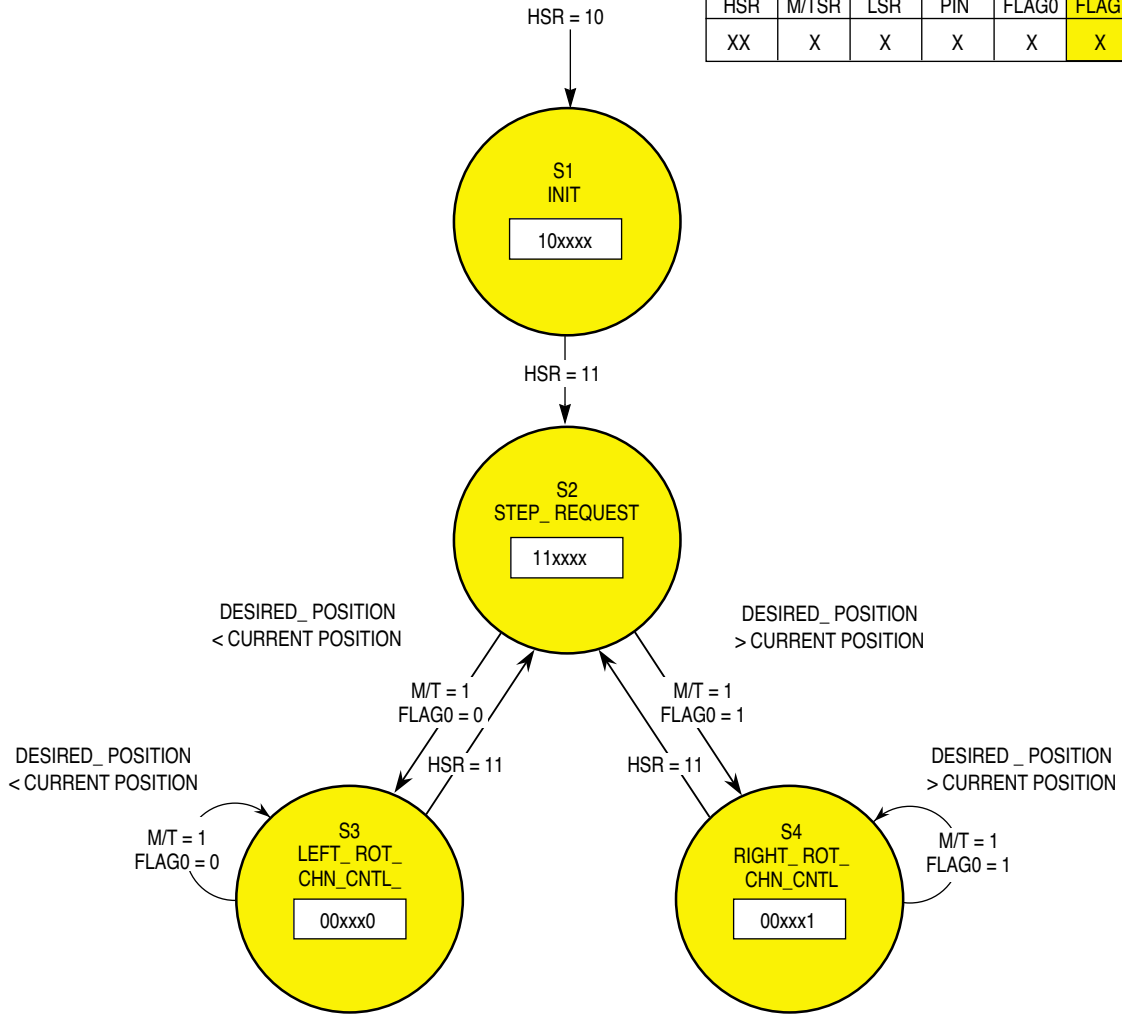 HSR = 10
HSR M/TSR LSR PIN FLAG0 FLAG
XX X X X X X
S1
INIT
10xxxx
HSR = 11
S2
STEP_ REQUEST
11xxxx
DESIRED_ POSITION
< CURRENT POSITION
DESIRED_ POSITION
> CURRENT POSITION
M/T = 1
FLAG0 = 0
M/T = 1
FLAG0 = 1
HSR = 11
HSR = 11
DESIRED_ POSITION
< CURRENT POSITION
DESIRED _ POSITION
> CURRENT POSITION
M/T = 1
FLAG0 = 0
S3
LEFT_ ROT_
CHN_CNTL_
00xxx0
S4
RIGHT_ ROT_
CHN_CNTL
00xxx1
M/T = 1
FLAG0 = 1